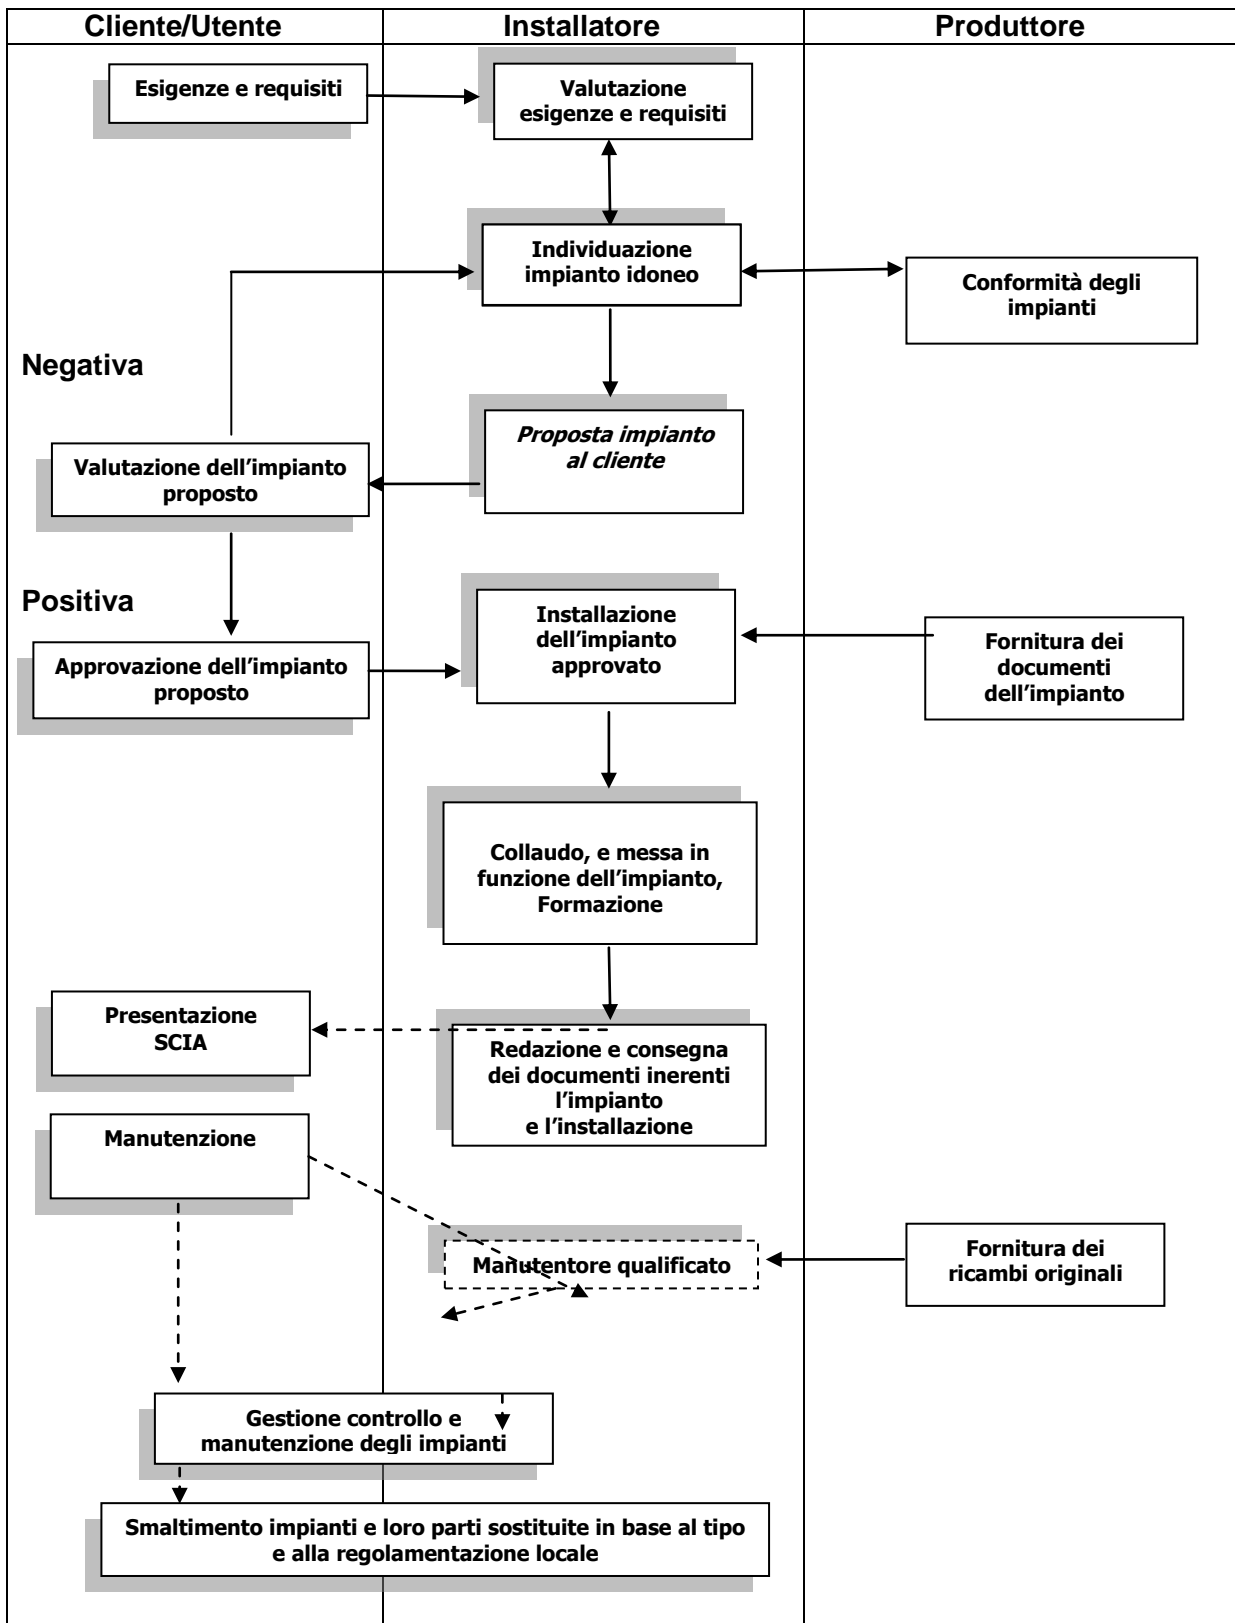 Cliente/Utente
Installatore
Produttore
Esigenze e requisiti
Valutazione
esigenze e requisiti
Individuazione
impianto idoneo
Conformità degli
impianti
Negativa
Proposta impianto
al cliente
Valutazione dell'impianto
proposto
Positiva
Installazione
dell'impianto
approvato
Fornitura dei
documenti
dell'impianto
Approvazione dell'impianto
proposto
Collaudo, e messa in
funzione dell'impianto,
Formazione
Presentazione
SCIA
Redazione e consegna
dei documenti inerenti
l'impianto
e l'installazione
Manutenzione
Manutentore qualificato
Fornitura dei
ricambi originali
Gestione controllo e
manutenzione degli impianti
Smaltimento impianti e loro parti sostituite in base al tipo
e alla regolamentazione locale